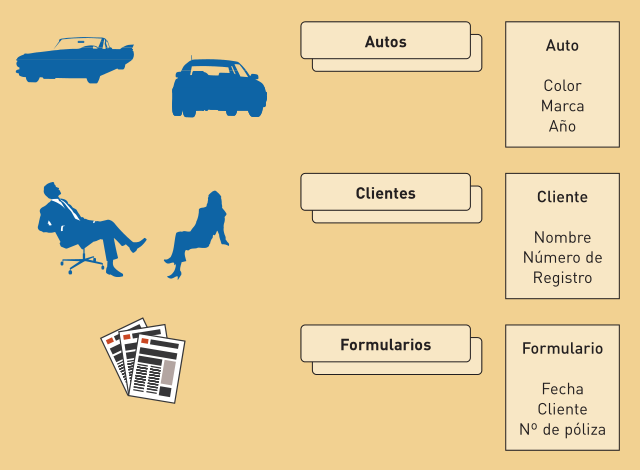 Autos
Auto
Color
Marca
Año
Clientes
Cliente
Nombre
Número de
Registro
Formularios
Formulario
Fecha
Cliente
Nº de póliza